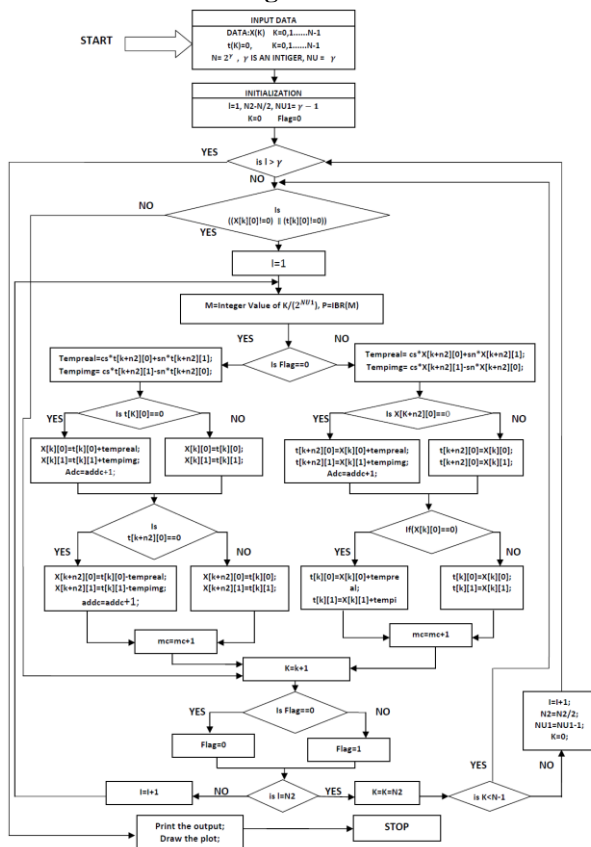 START
INPUT DATA
DATA:X(K) K=0,1......N-1
t(K)=0, K=0,1......N-1
N= 2^γ , γ IS AN INTIGER, NU = γ
INITIALIZATION
l=1, N2-N/2, NU1= γ − 1
K=0 Flag=0
YES
is l > γ
NO
NO
Is
((X[k][0]!=0) || (t[k][0]!=0))
YES
l=1
M=Integer Value of K/(2^NU1), P=IBR(M)
YES
NO
Is Flag==0
Tempreal=cs*t[k+n2][0]+sn*t[k+n2][1];
Tempimg= cs*t[k+n2][1]-sn*t[k+n2][0];
Tempreal= cs*X[k+n2][0]+sn*X[k+n2][1];
Tempimg= cs*X[k+n2][1]-sn*X[k+n2][0];
YES
Is t[K][0]==0
NO
YES
Is X[K+n2][0]==0
NO
X[k][0]=t[k][0]+tempreal;
X[k][1]=t[k][1]+tempimg;
Adc=addc+1;
X[k][0]=t[k][0];
X[k][1]=t[k][1];
t[k+n2][0]=X[k][0]+tempreal;
t[k+n2][1]=X[k][1]+tempimg;
Adc=addc+1;
t[k+n2][0]=X[k][0];
t[k+n2][0]=X[k][1];
YES
Is
t[k+n2][0]==0
NO
YES
If(X[k][0]==0)
NO
X[k+n2][0]=t[k][0]-tempreal;
X[k+n2][1]=t[k][1]-tempimg;
addc=addc+1;
X[k+n2][0]=t[k][0];
X[k+n2][1]=t[k][1];
t[k][0]=X[k][0]+tempre
al;
t[k][1]=X[k][1]+tempi
t[k][0]=X[k][0];
t[k][1]=X[k][1];
mc=mc+1
mc=mc+1
K=k+1
YES
Is Flag==0
NO
Flag=0
Flag=1
I=I+1;
N2=N2/2;
NU1=NU1-1;
K=0;
YES
NO
I=I+1
NO
is I=N2
YES
K=K=N2
is K<N-1
Print the output;
Draw the plot;
STOP